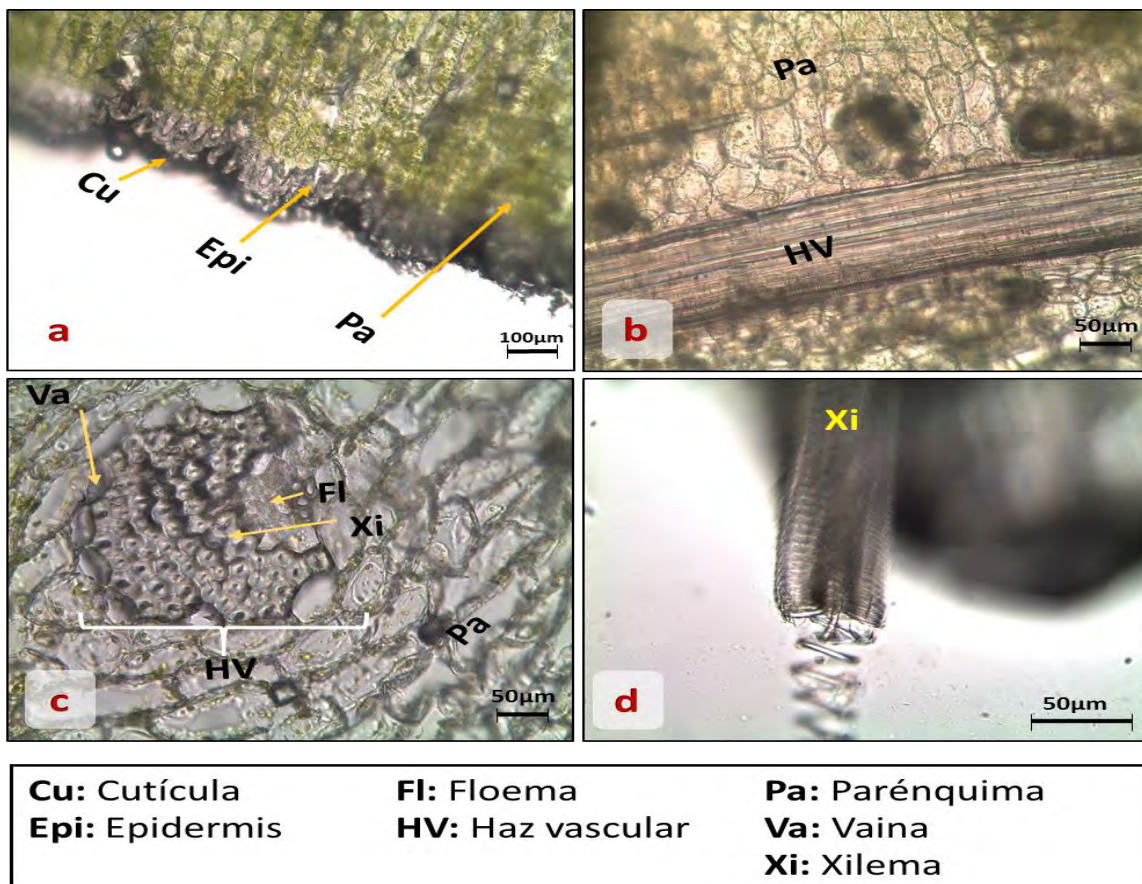 Cu
Epi
Pa
a
100µm
Pa
HV
b
50µm
Va
Fl
Xi
Pa
HV
c
50µm
Xi
d
50µm
Cu: Cutícula
Epi: Epidermis
Fl: Floema
HV: Haz vascular
Pa: Parénquima
Va: Vaina
Xi: Xilema